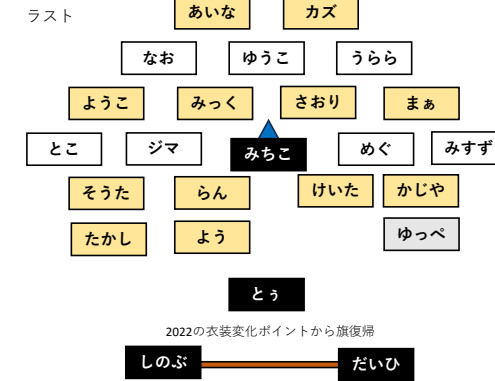 ラスト
あいな カズ
なお ゆうこ うらら
ようこ みっく さおり まぁ
とこ ジマ みちこ めぐ みすず
そうた らん けいた かじや
たかし よう ゆっぺ
とぅ
2022の衣装変化ポイントから旗復帰
しのぶ だいひ